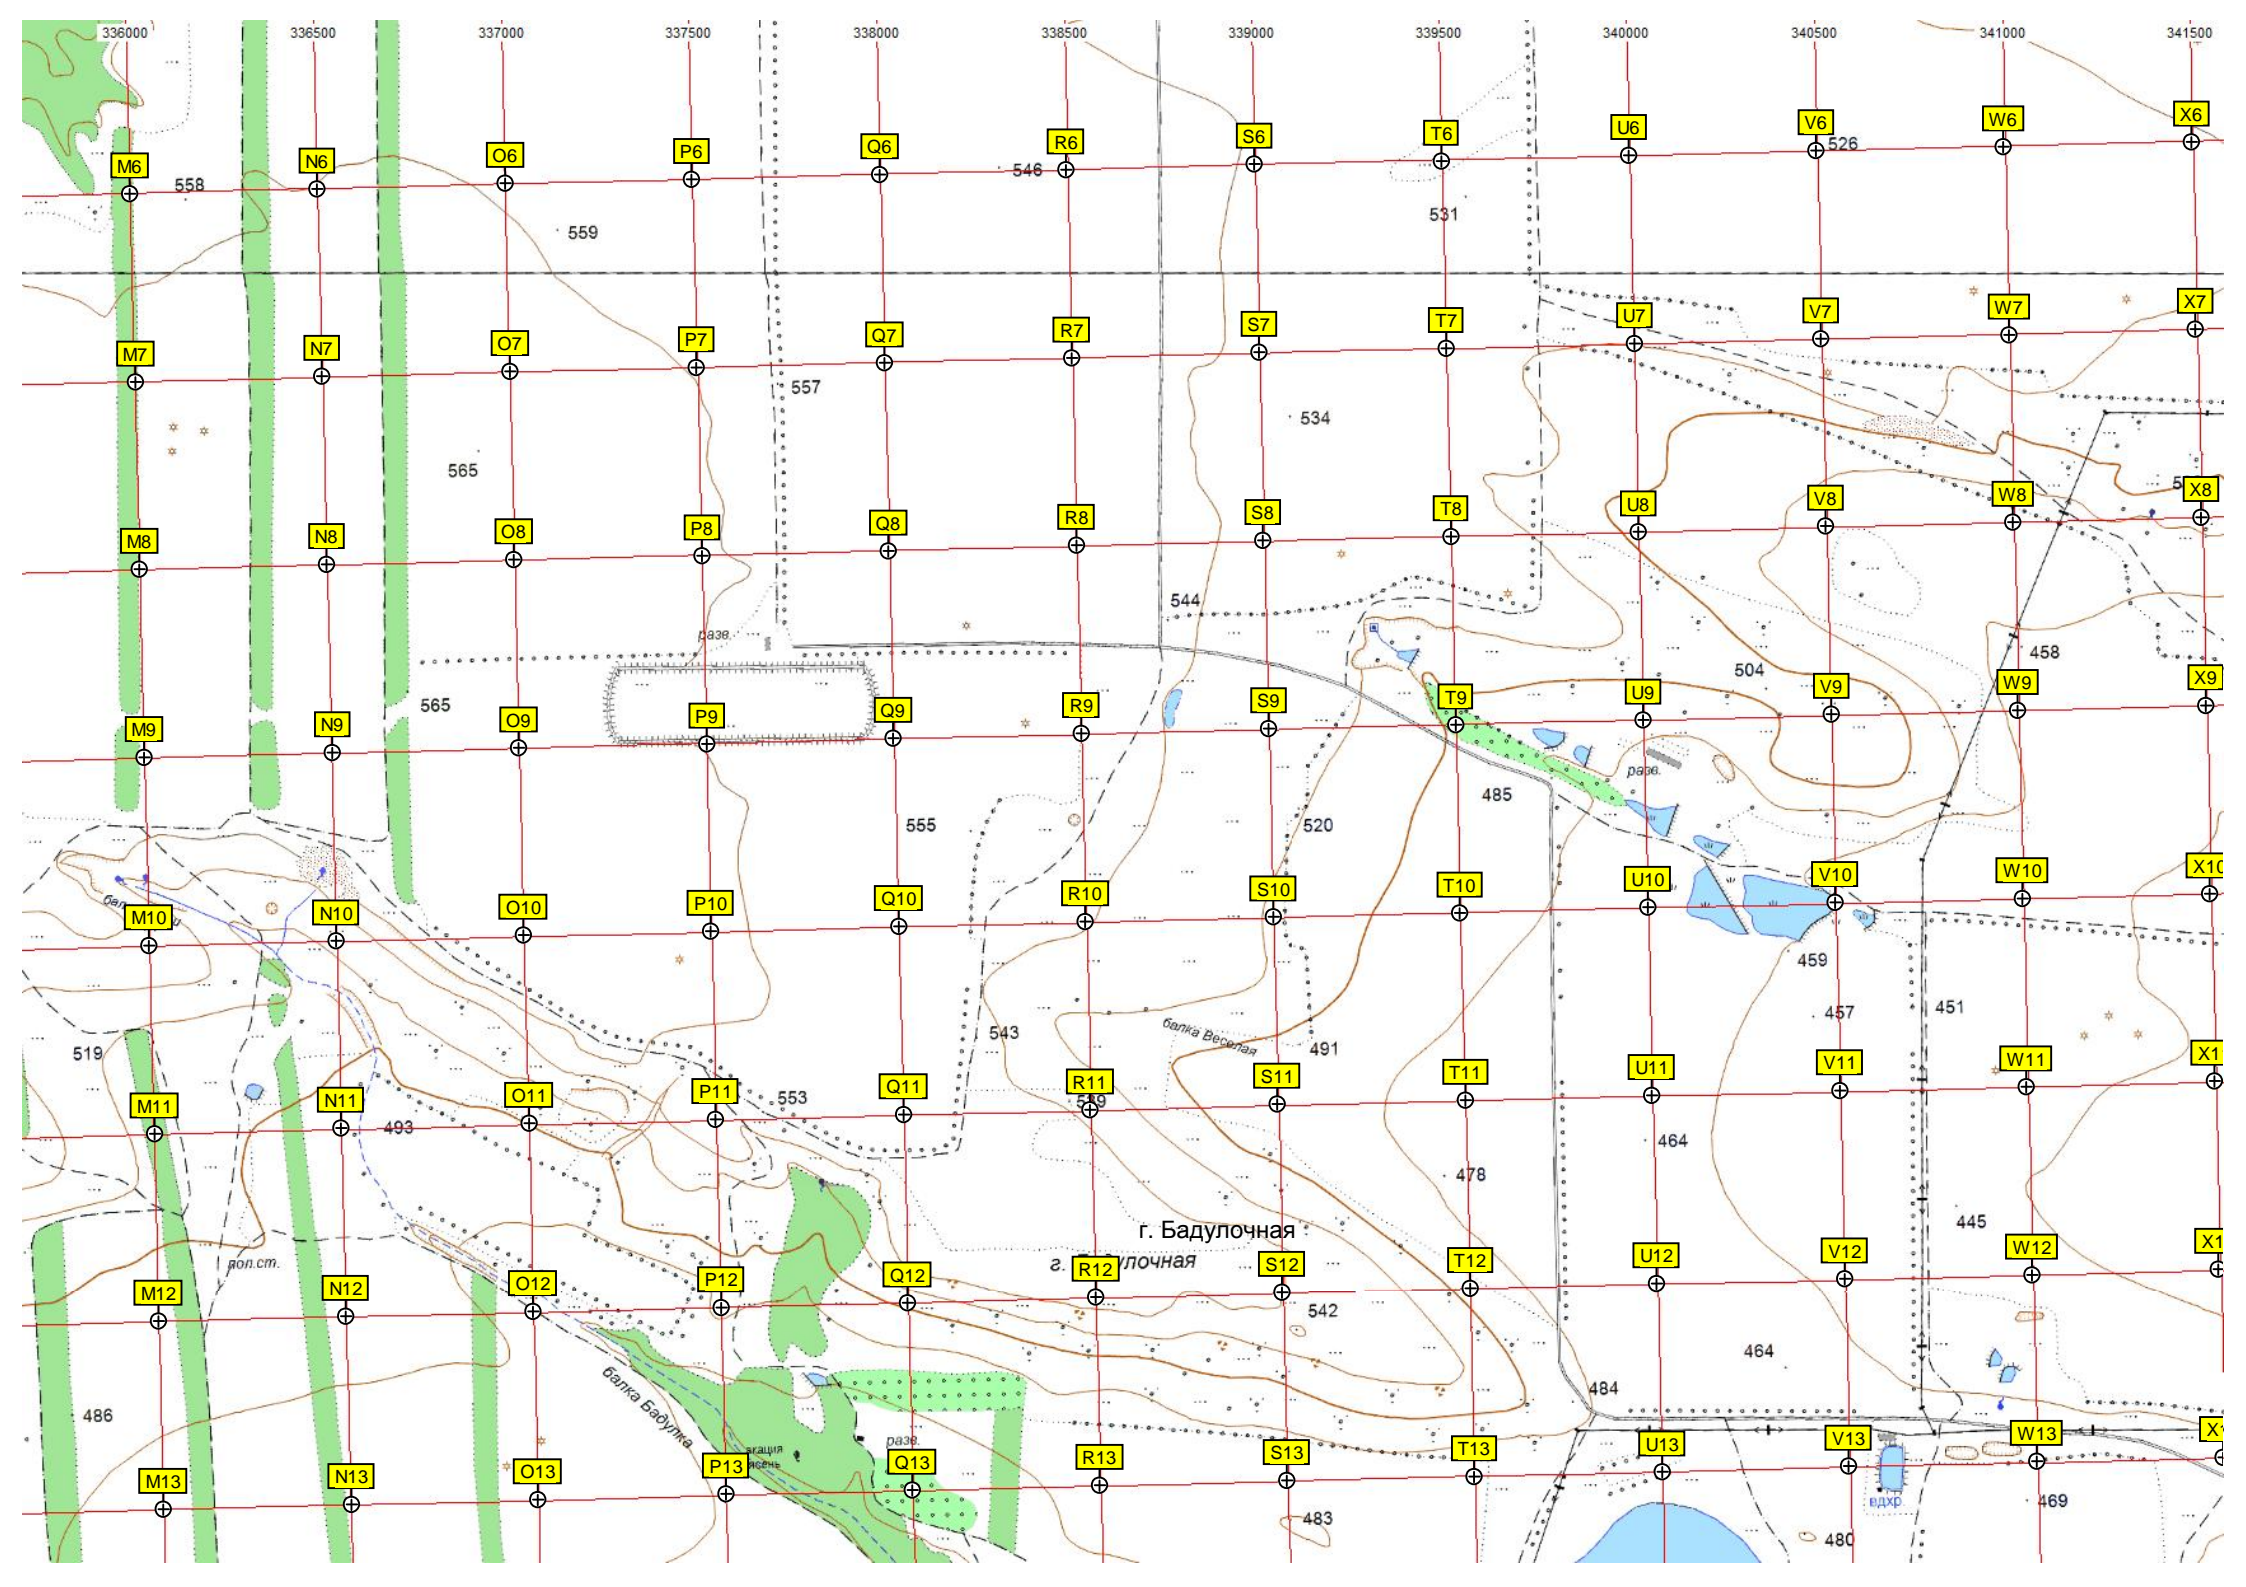 336000 336500 337000 337500 338000 338500 339000 339500 340000 340500 341000 341500
M6 N6 O6 P6 Q6 R6 S6 T6 U6 V6 W6 X6
558 546 526
559 531
M7 N7 O7 P7 Q7 R7 S7 T7 U7 V7 W7 X7
557 534
565
M8 N8 O8 P8 Q8 R8 S8 T8 U8 V8 W8 X8
544
разв. 458
504
565
M9 N9 O9 P9 Q9 R9 S9 T9 U9 V9 W9 X9
разв.
485
555 520
M10 N10 O10 P10 Q10 R10 S10 T10 U10 V10 W10 X10
459
457 451
543 балка Веселая 491
519
M11 N11 O11 P11 Q11 R11 S11 T11 U11 V11 W11 X1
553
493 464
478
445
г. Бадулочная
г.
улочная
пол.ст.
M12 N12 O12 P12 Q12 R12 S12 T12 U12 V12 W12 X1
542
464
484
балка Бадулка
486
разв.
акация
ясень
M13 N13 O13 P13 Q13 R13 S13 T13 U13 V13 W13 X
вдхр.
469
483 480